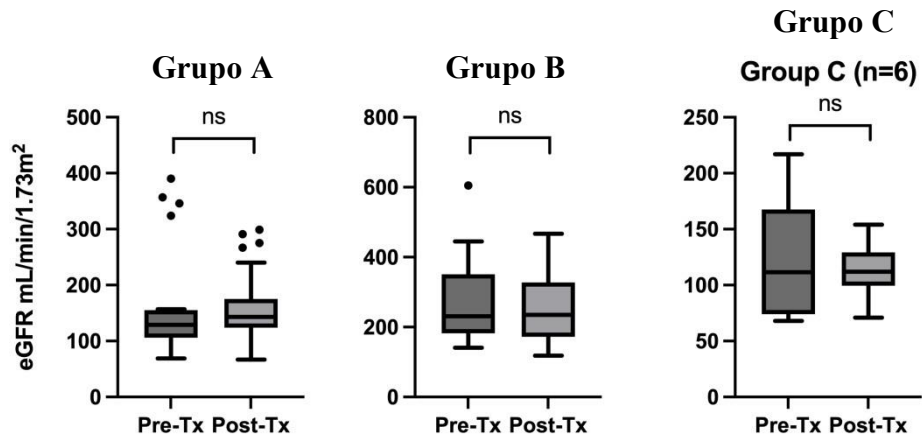 Grupo A
Grupo B
Grupo C
Group C (n=6)
eGFR mL/min/1.73m²
500
400
300
200
100
0
ns
Pre-Tx Post-Tx
800
600
400
200
0
ns
Pre-Tx Post-Tx
250
200
150
100
50
0
ns
Pre-Tx Post-Tx